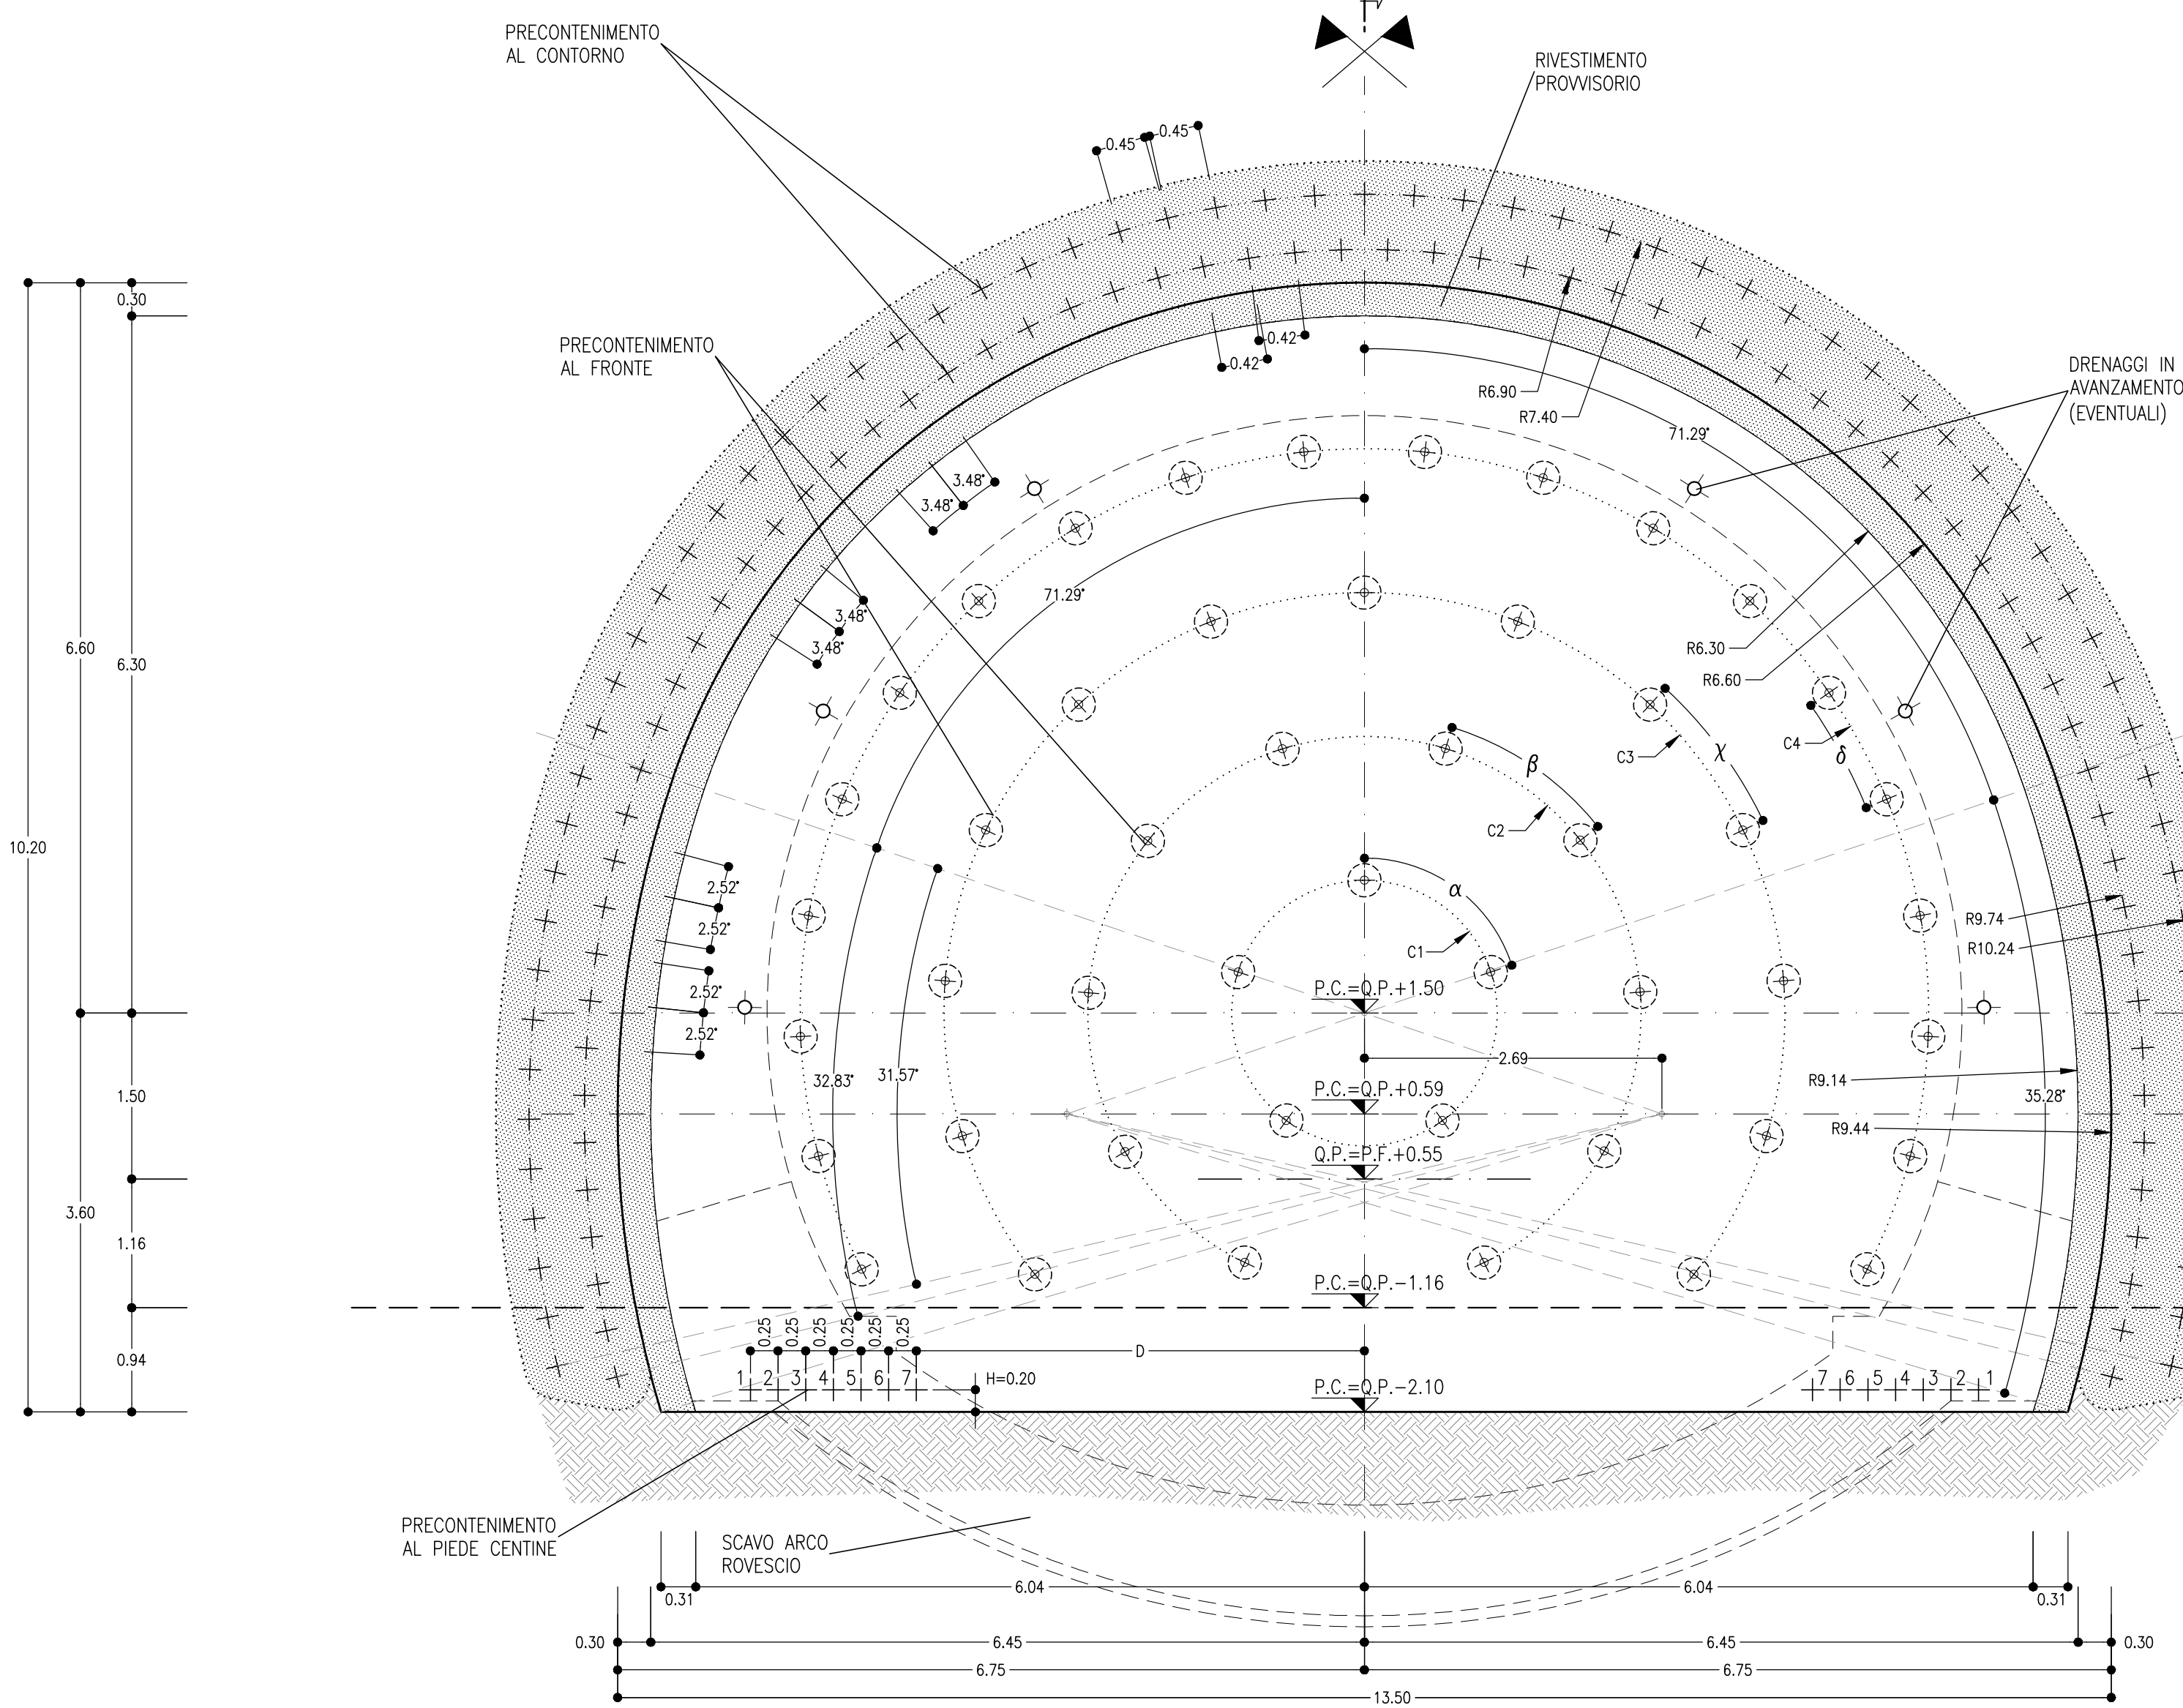 PRECONTENIMENTO
AL CONTORNO
RIVESTIMENTO
PROVVISORIO
0.45
0.45
0.30
PRECONTENIMENTO
AL FRONTE
0.42
0.42
DRENAGGI IN
AVANZAMENTO
(EVENTUALI)
R6.90
R7.40
71.29°
3.48°
3.48°
71.29°
3.48°
3.48°
6.60
6.30
R6.30
R6.60
10.20
C4
δ
C3
χ
β
C2
α
C1
2.52°
2.52°
2.52°
2.52°
R9.74
R10.24
P.C.=Q.P.+1.50
2.69
32.83°
31.57°
P.C.=Q.P.+0.59
R9.14
35.28°
R9.44
1.50
Q.P.=P.F.+0.55
3.60
1.16
P.C.=Q.P.−1.16
0.94
0.25
0.25
0.25
0.25
0.25
0.25
D
1 2 3 4 5 6 7
H=0.20
P.C.=Q.P.−2.10
7 6 5 4 3 2 1
PRECONTENIMENTO
AL PIEDE CENTINE
SCAVO ARCO
ROVESCIO
0.31
6.04
6.04
0.31
0.30
6.45
6.45
0.30
6.75
6.75
13.50